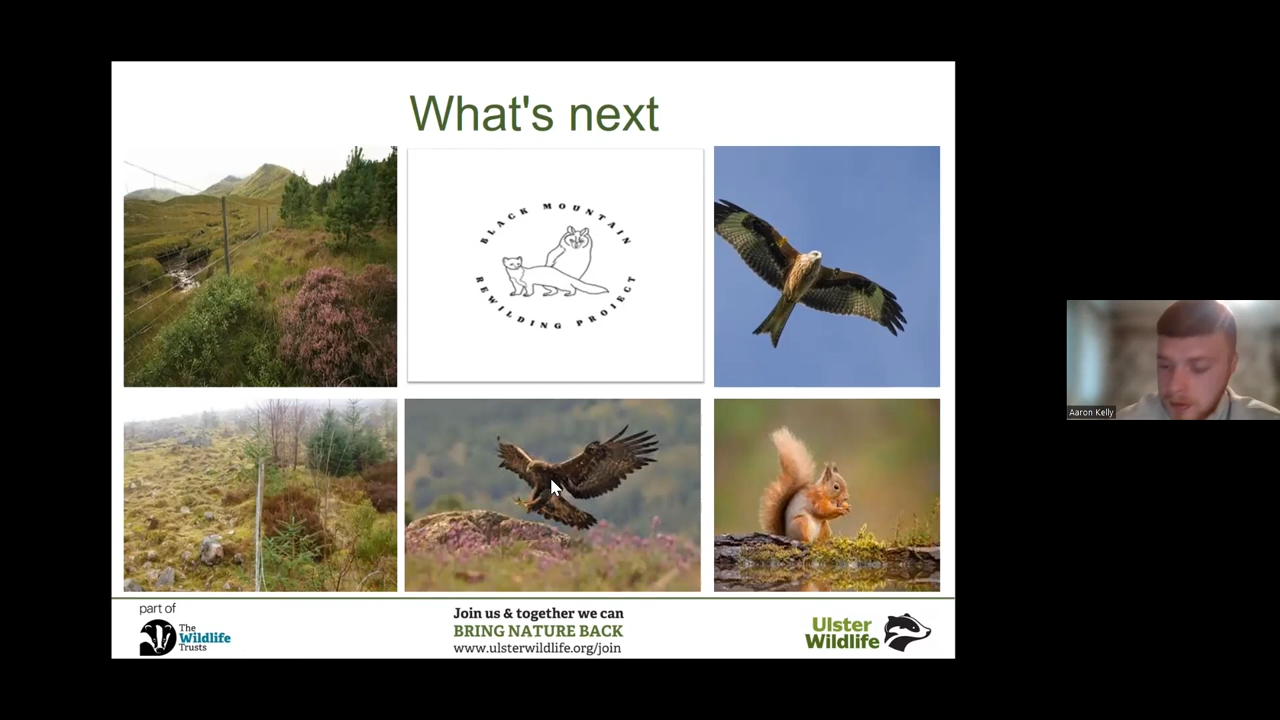 What's next
BLACK MOUNTAIN
REWILDING PROJECT
Aaron Kelly
part of
The
Wildlife
Trusts
Join us & together we can
BRING NATURE BACK
www.ulsterwildlife.org/join
Ulster
Wildlife